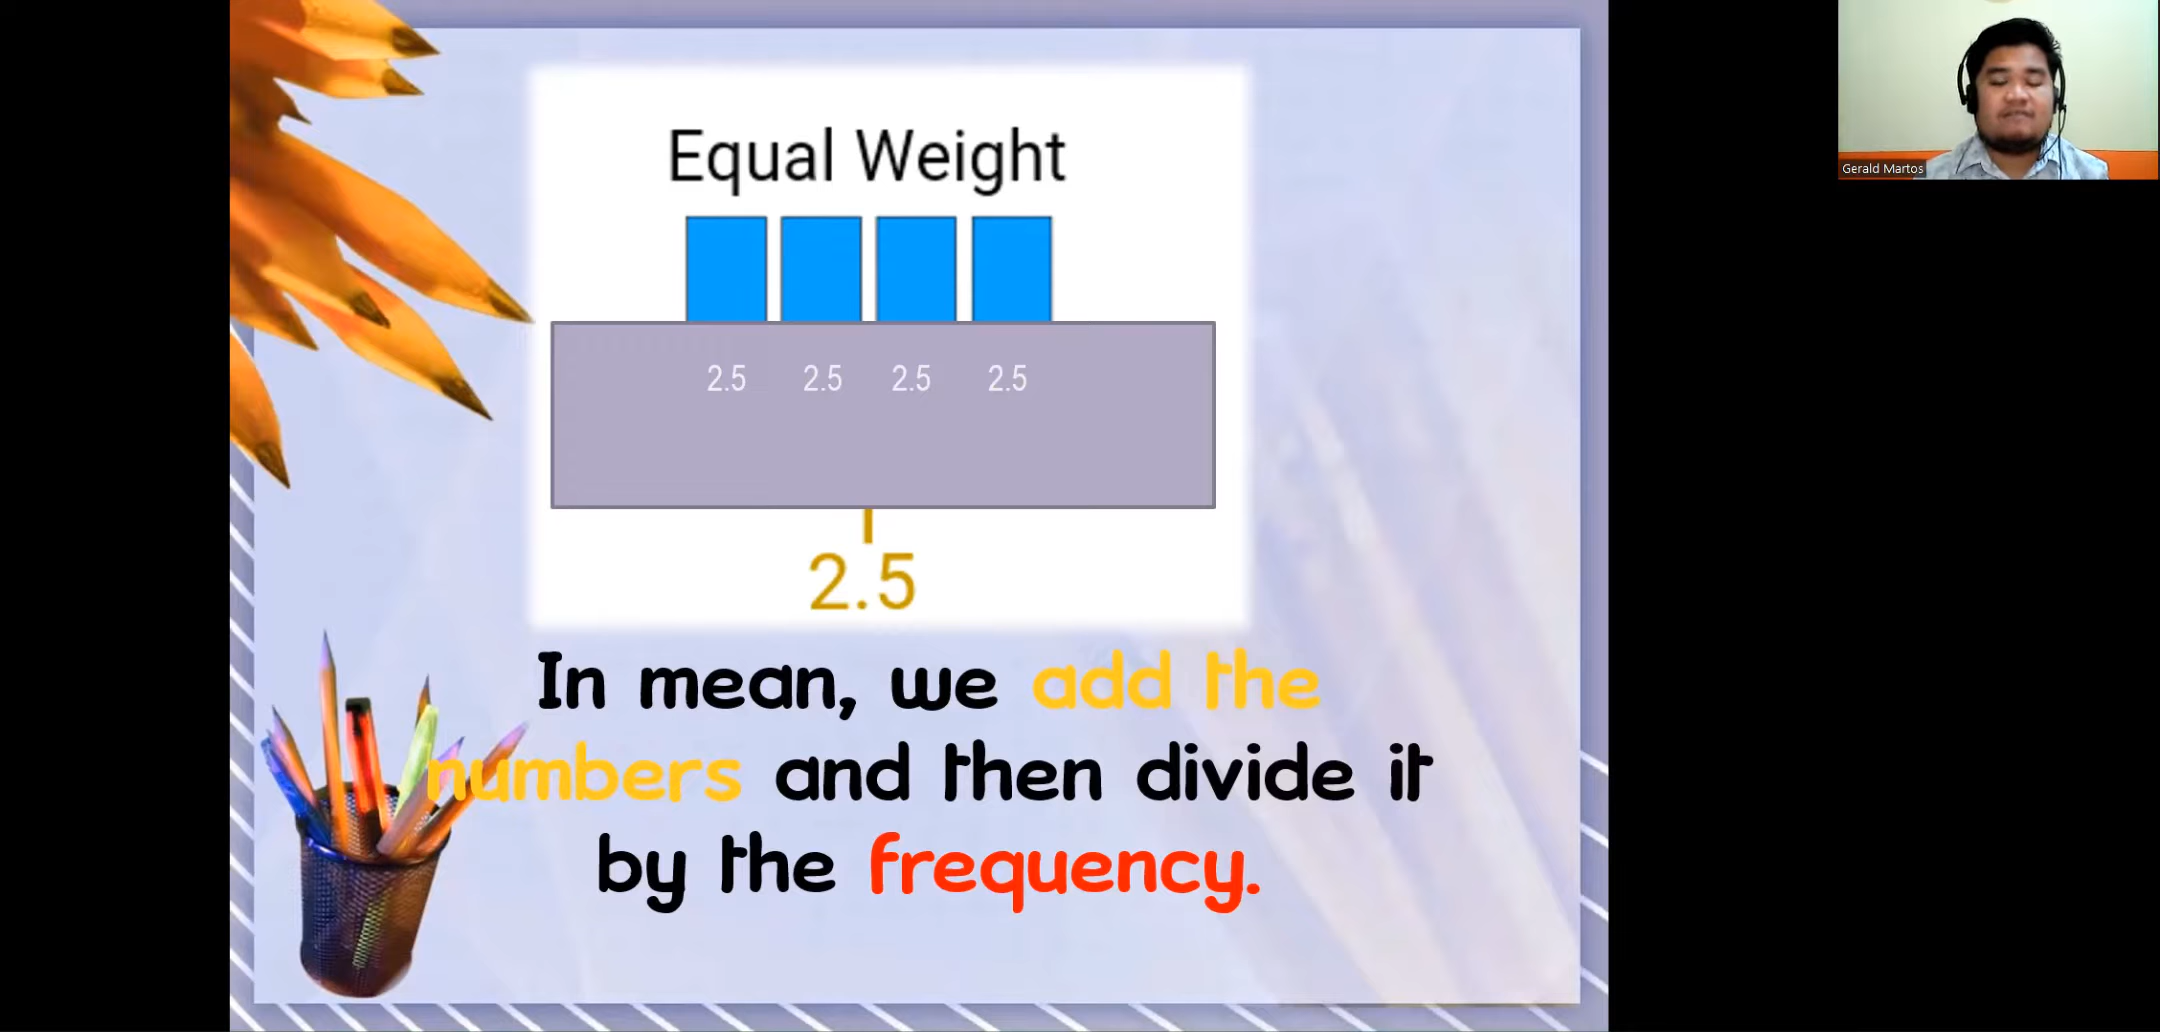 Equal Weight
2.5 2.5 2.5 2.5
2.5
In mean, we add the
numbers and then divide it
by the frequency.
Gerald Martos